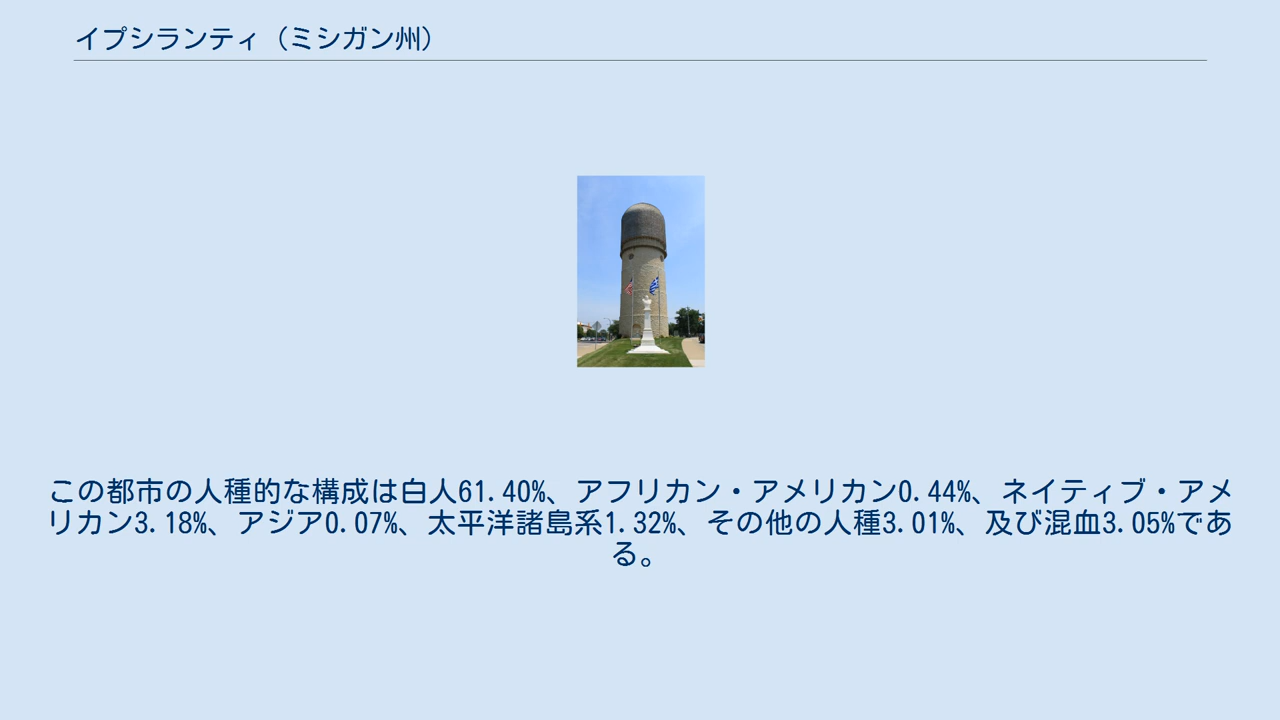 イプシランティ（ミシガン州）
この都市の人種的な構成は白人61.40%、アフリカン・アメリカン0.44%、ネイティブ・アメ
リカン3.18%、アジア0.07%、太平洋諸島系1.32%、その他の人種3.01%、及び混血3.05%であ
る。